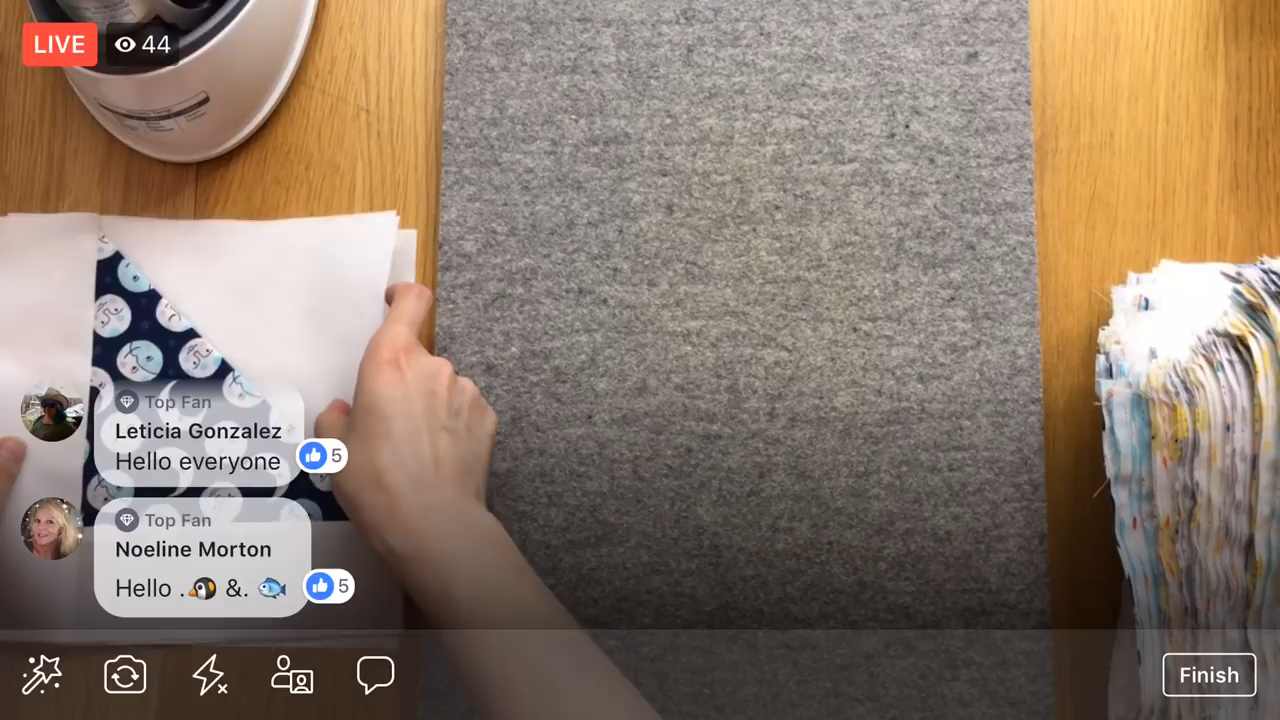 LIVE
44
Top Fan
Leticia Gonzalez
Hello everyone
5
Top Fan
Noeline Morton
Hello .🐧 &. 🐟
5
Finish